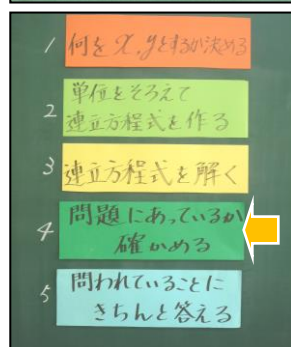 1 何を x, yとするか決める
2 単位をそろえて
連立方程式を作る
3 連立方程式を解く
4 問題にあっているか
確かめる
5 問われていることに
きちんと答える